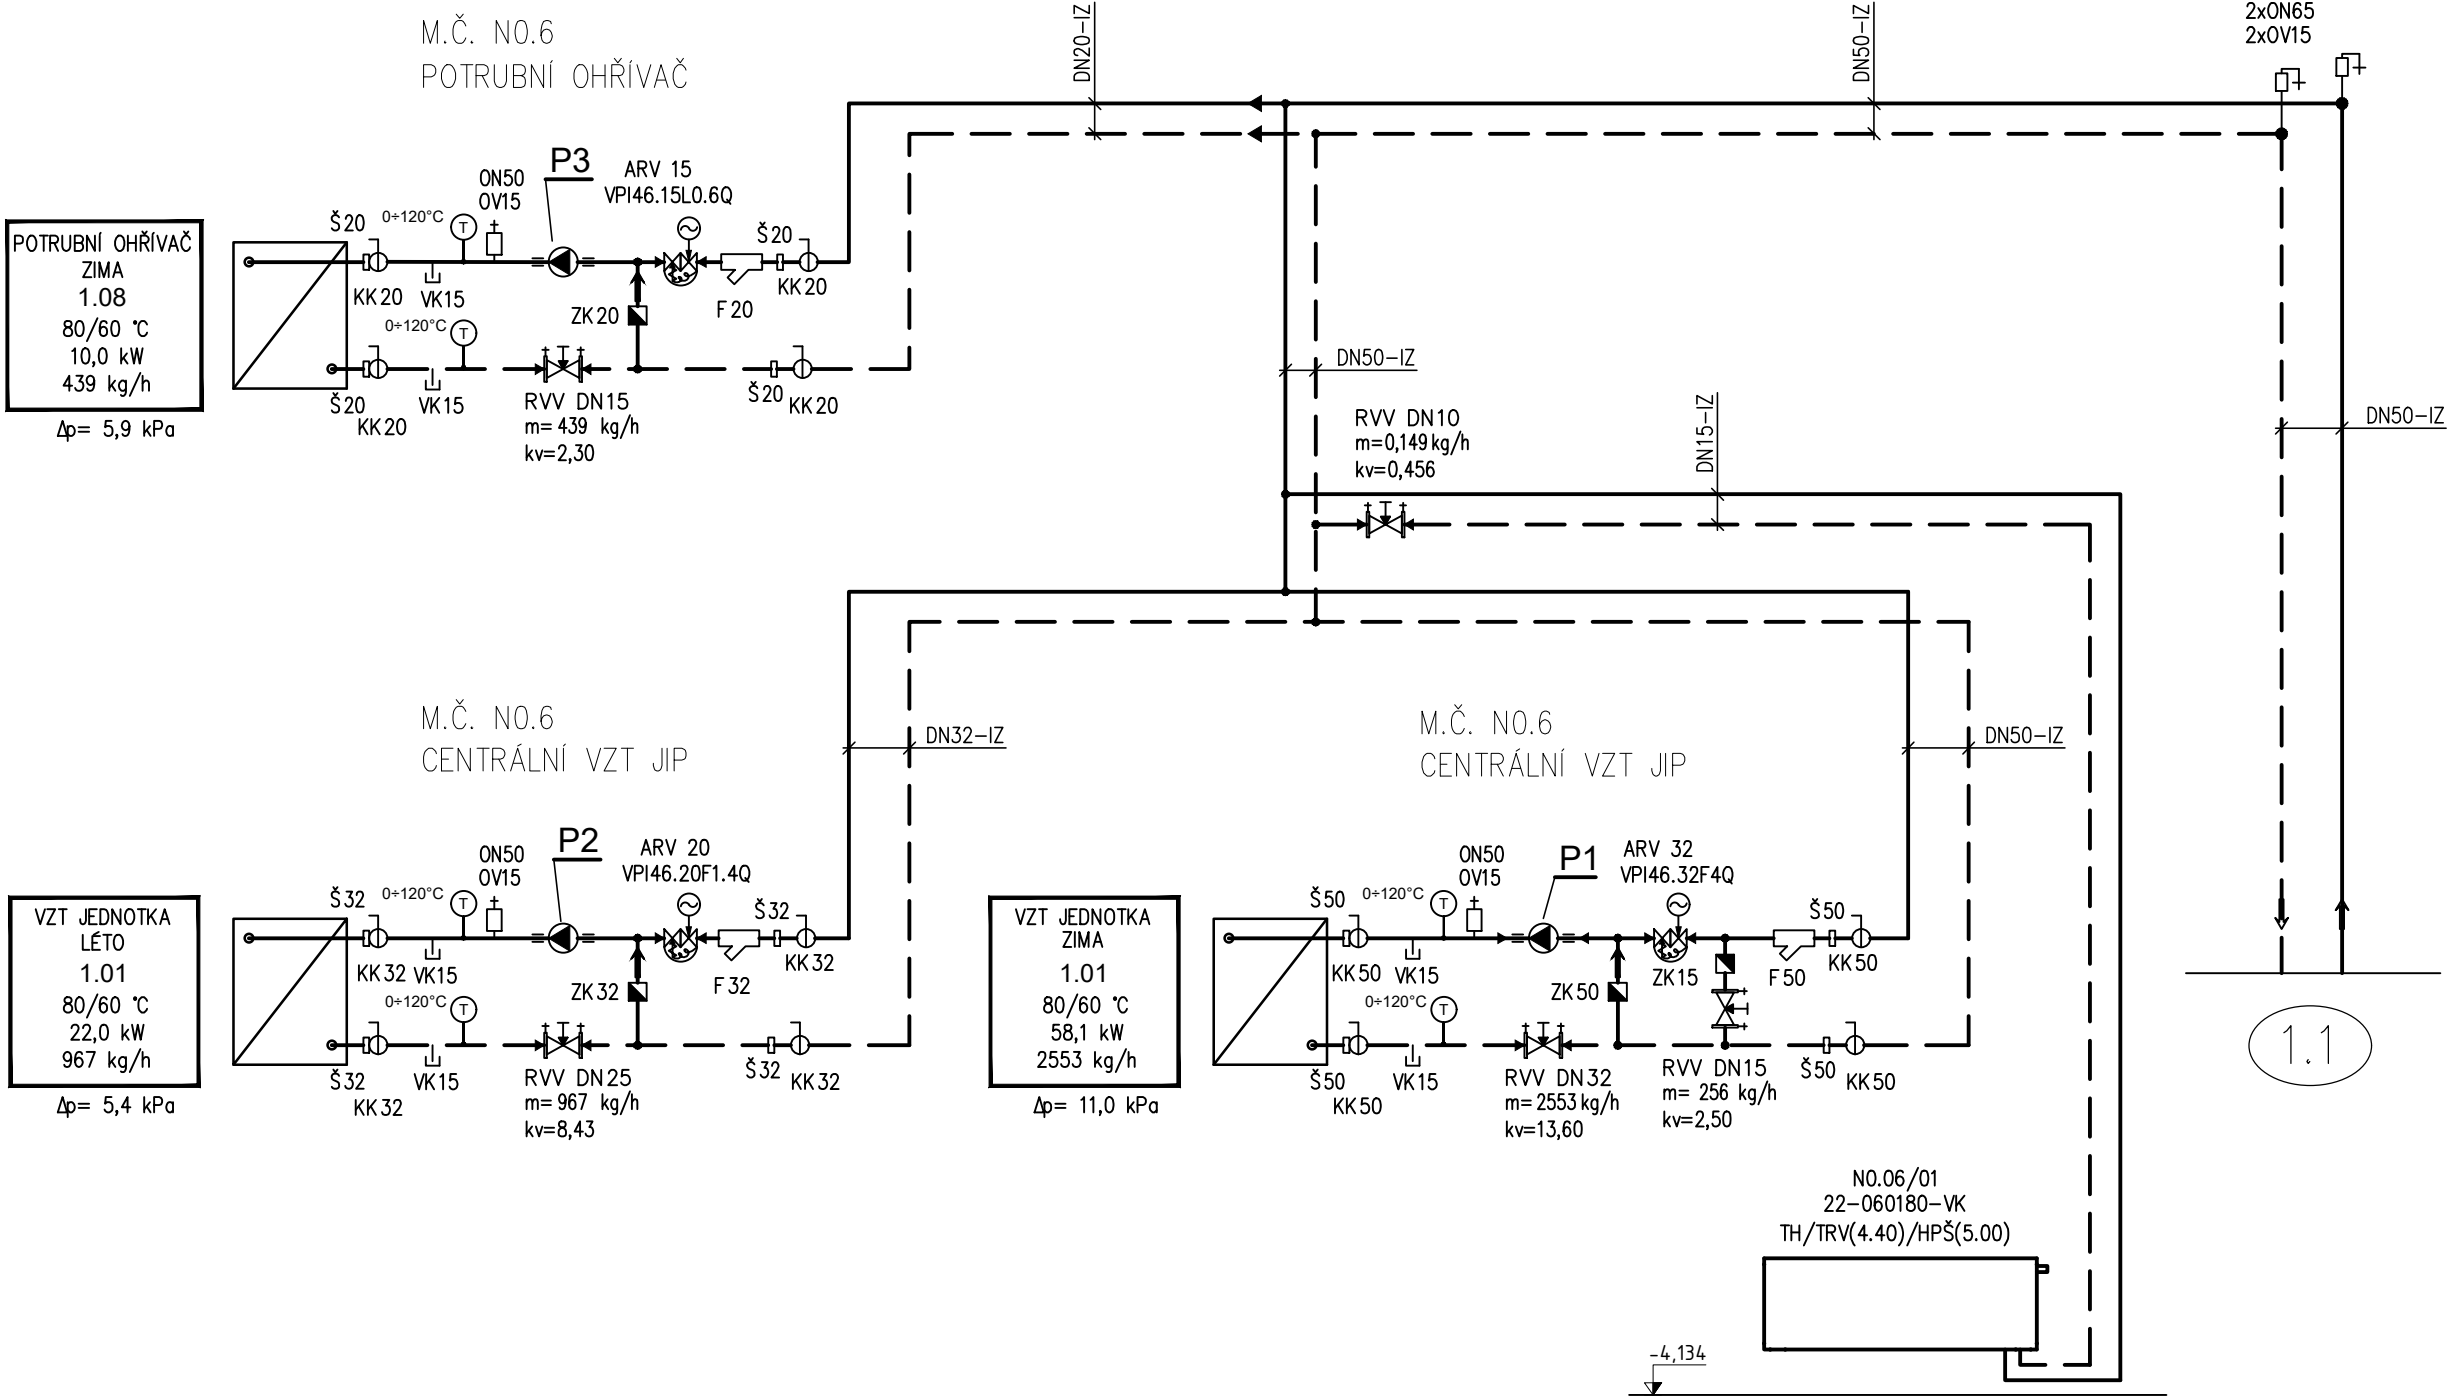 2xON65
2xOV15
DN20-IZ
DN50-IZ
M.Č. N0.6
POTRUBNÍ OHŘÍVAČ
P3
ARV 15
VPI46.15L0.6Q
ON50
OV15
0÷120°C
T
Š20
Š20
POTRUBNÍ OHŘÍVAČ
ZIMA
1.08
80/60 °C
10,0 kW
439 kg/h
Δp= 5,9 kPa
KK20
VK15
0÷120°C
T
ZK20
F20
KK20
Š20
KK20
VK15
RVV DN15
m= 439 kg/h
kv=2,30
Š20
KK20
DN50-IZ
RVV DN10
m=0,149kg/h
kv=0,456
DN15-IZ
DN50-IZ
M.Č. N0.6
CENTRÁLNÍ VZT JIP
DN32-IZ
M.Č. N0.6
CENTRÁLNÍ VZT JIP
DN50-IZ
P2
ARV 20
VPI46.20F1.4Q
ON50
OV15
0÷120°C
T
Š32
Š32
VZT JEDNOTKA
LÉTO
1.01
80/60 °C
22,0 kW
967 kg/h
Δp= 5,4 kPa
KK32
VK15
0÷120°C
T
ZK32
F32
KK32
Š32
KK32
VK15
RVV DN25
m= 967 kg/h
kv=8,43
Š32
KK32
P1
ARV 32
VPI46.32F4Q
ON50
OV15
0÷120°C
T
Š50
Š50
VZT JEDNOTKA
ZIMA
1.01
80/60 °C
58,1 kW
2553 kg/h
Δp= 11,0 kPa
KK50
VK15
0÷120°C
T
ZK50
ZK15
F50
KK50
Š50
KK50
VK15
RVV DN32
m= 2553kg/h
kv=13,60
RVV DN15
m= 256 kg/h
kv=2,50
Š50
KK50
1.1
N0.06/01
22-060180-VK
TH/TRV(4.40)/HPŠ(5.00)
-4,134